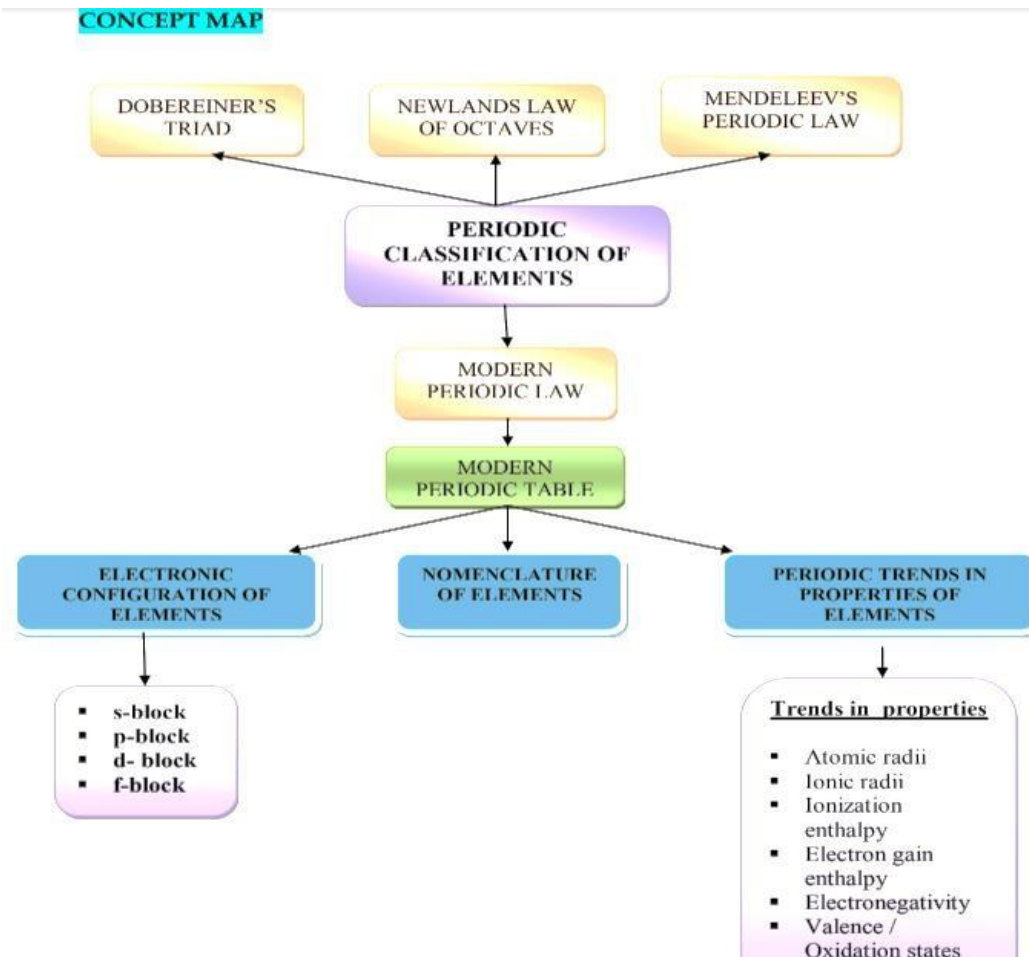 CONCEPT MAP
DOBEREINER'S
TRIAD
NEWLANDS LAW
OF OCTAVES
MENDELEEV'S
PERIODIC LAW
PERIODIC
CLASSIFICATION OF
ELEMENTS
MODERN
PERIODIC LAW
MODERN
PERIODIC TABLE
ELECTRONIC
CONFIGURATION OF
ELEMENTS
NOMENCLATURE
OF ELEMENTS
PERIODIC TRENDS IN
PROPERTIES OF
ELEMENTS
▪ s-block
▪ p-block
▪ d- block
▪ f-block
Trends in properties
▪ Atomic radii
▪ Ionic radii
▪ Ionization
enthalpy
▪ Electron gain
enthalpy
▪ Electronegativity
▪ Valence /
Oxidation states